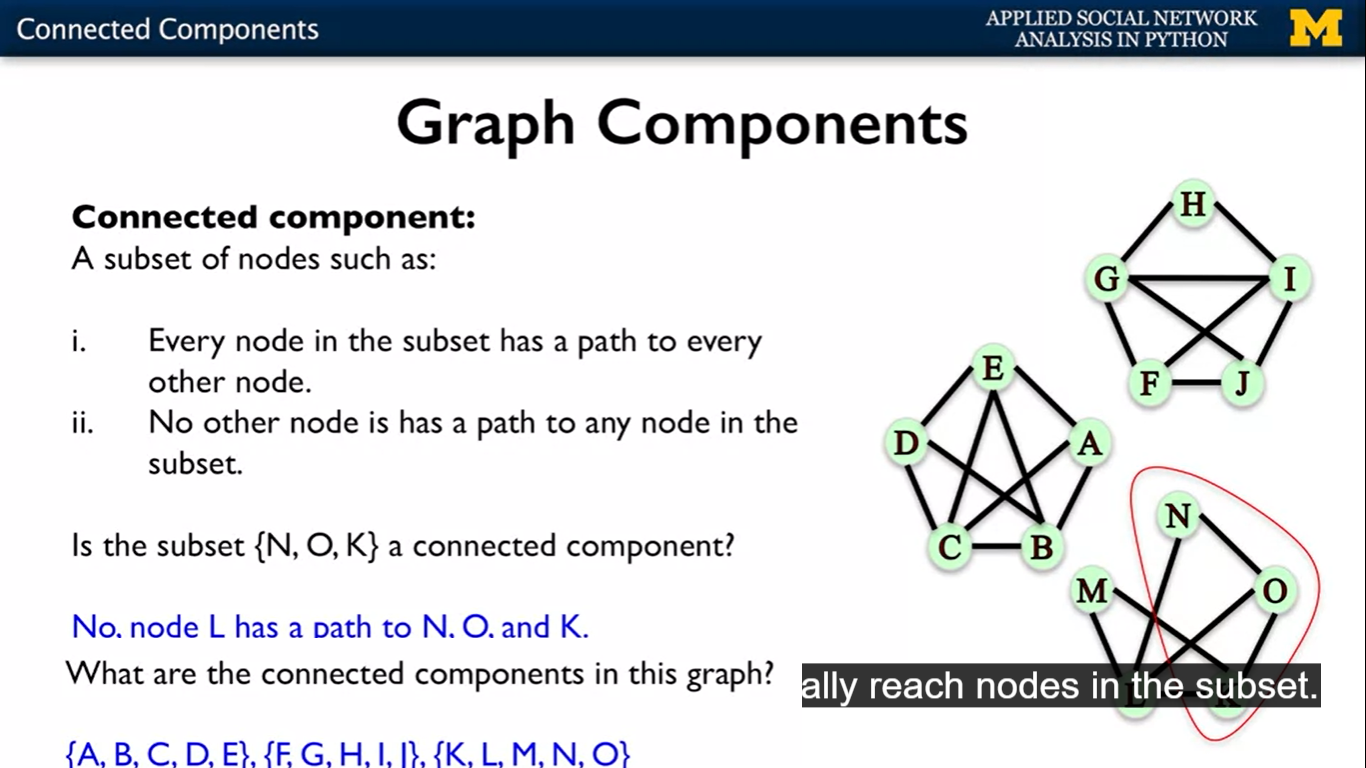 Connected Components
APPLIED SOCIAL NETWORK
ANALYSIS IN PYTHON
M
Graph Components
Connected component:
A subset of nodes such as:
i. Every node in the subset has a path to every
other node.
ii. No other node is has a path to any node in the
subset.
Is the subset {N, O, K} a connected component?
No, node L has a path to N, O, and K.
What are the connected components in this graph?
{A, B, C, D, E}, {F, G, H, I, J}, {K, L, M, N, O}
H
G I
F J
E
D A
C B
N
M O
L K
ally reach nodes in the subset.